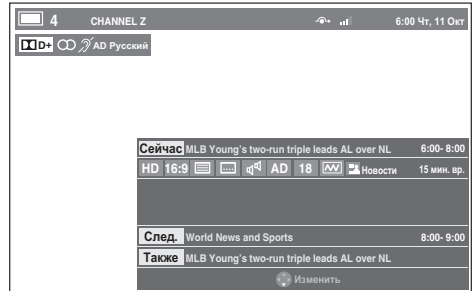 4 CHANNEL Z 6:00 Чт, 11 Окт
D+ AD Русский
Сейчас MLB Young's two-run triple leads AL over NL 6:00- 8:00
HD 16:9 AD 18 Новости 15 мин. вр.
След. World News and Sports 8:00- 9:00
Также MLB Young's two-run triple leads AL over NL
Изменить